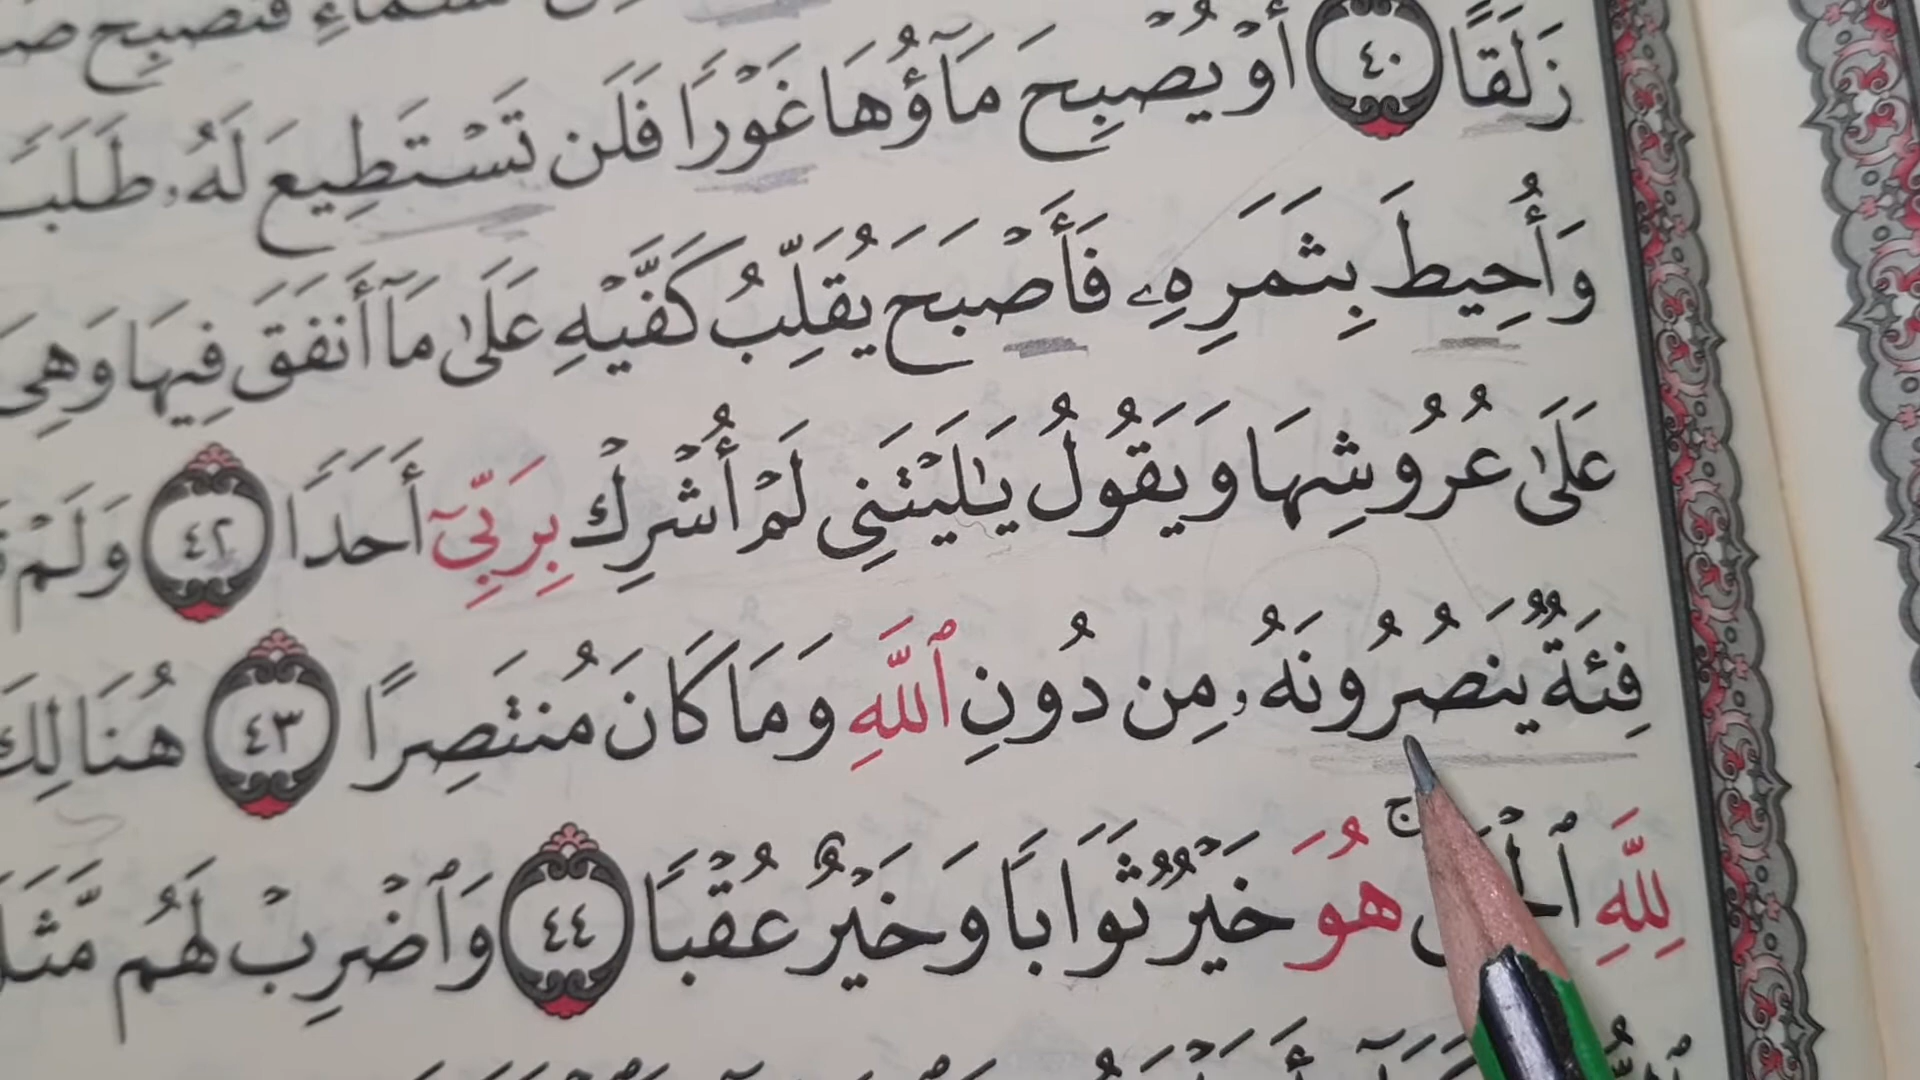 زَلَقًا ٤٠ أَوْ يُصْبِحَ مَآؤُهَا غَوْرًا فَلَن تَسْتَطِيعَ لَهُۥ طَلَبً
وَأُحِيطَ بِثَمَرِهِۦ فَأَصْبَحَ يُقَلِّبُ كَفَّيْهِ عَلَىٰ مَآ أَنفَقَ فِيهَا وَهِىَ
عَلَىٰ عُرُوشِهَا وَيَقُولُ يَٰلَيْتَنِى لَمْ أُشْرِكْ بِرَبِّىٓ أَحَدًا ٤٢ وَلَمْ
فِئَةٌ يَنصُرُونَهُۥ مِن دُونِ ٱللَّهِ وَمَا كَانَ مُنتَصِرًا ٤٣ هُنَالِكَ
لِلَّهِ ٱلْحَقِّ ۚ هُوَ خَيْرٌ ثَوَابًا وَخَيْرٌ عُقْبًا ٤٤ وَٱضْرِبْ لَهُم مَّثَلَ